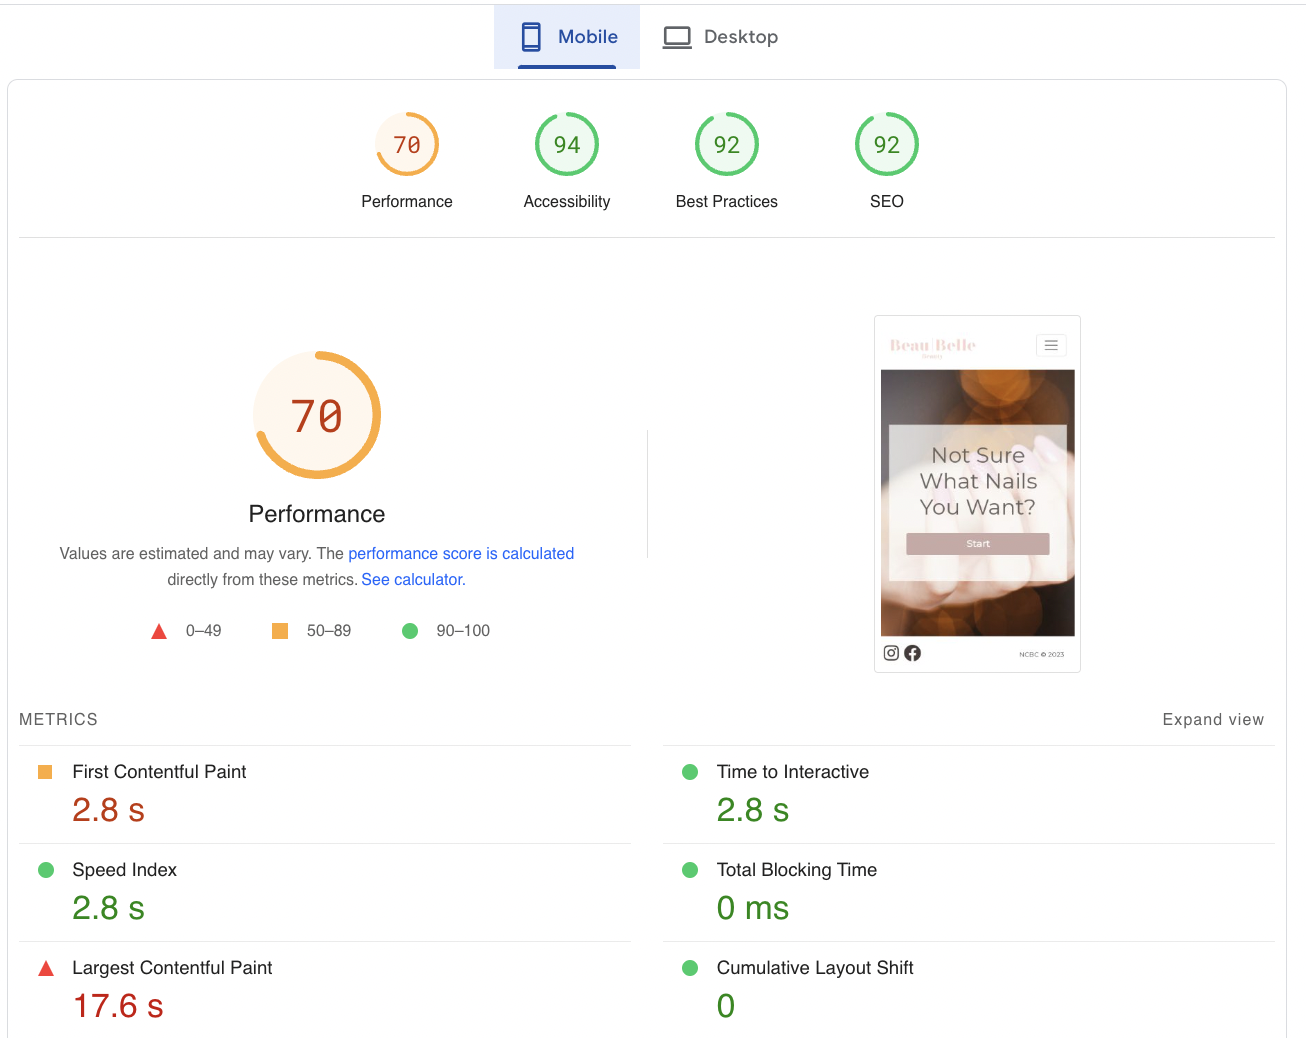 Mobile
Desktop
70
94
92
92
Performance
Accessibility
Best Practices
SEO
70
Performance
Values are estimated and may vary. The performance score is calculated
directly from these metrics. See calculator.
0–49
50–89
90–100
Beau Belle
Not Sure
What Nails
You Want?
Start
NCBC © 2023
METRICS
Expand view
First Contentful Paint
2.8 s
Time to Interactive
2.8 s
Speed Index
2.8 s
Total Blocking Time
0 ms
Largest Contentful Paint
17.6 s
Cumulative Layout Shift
0